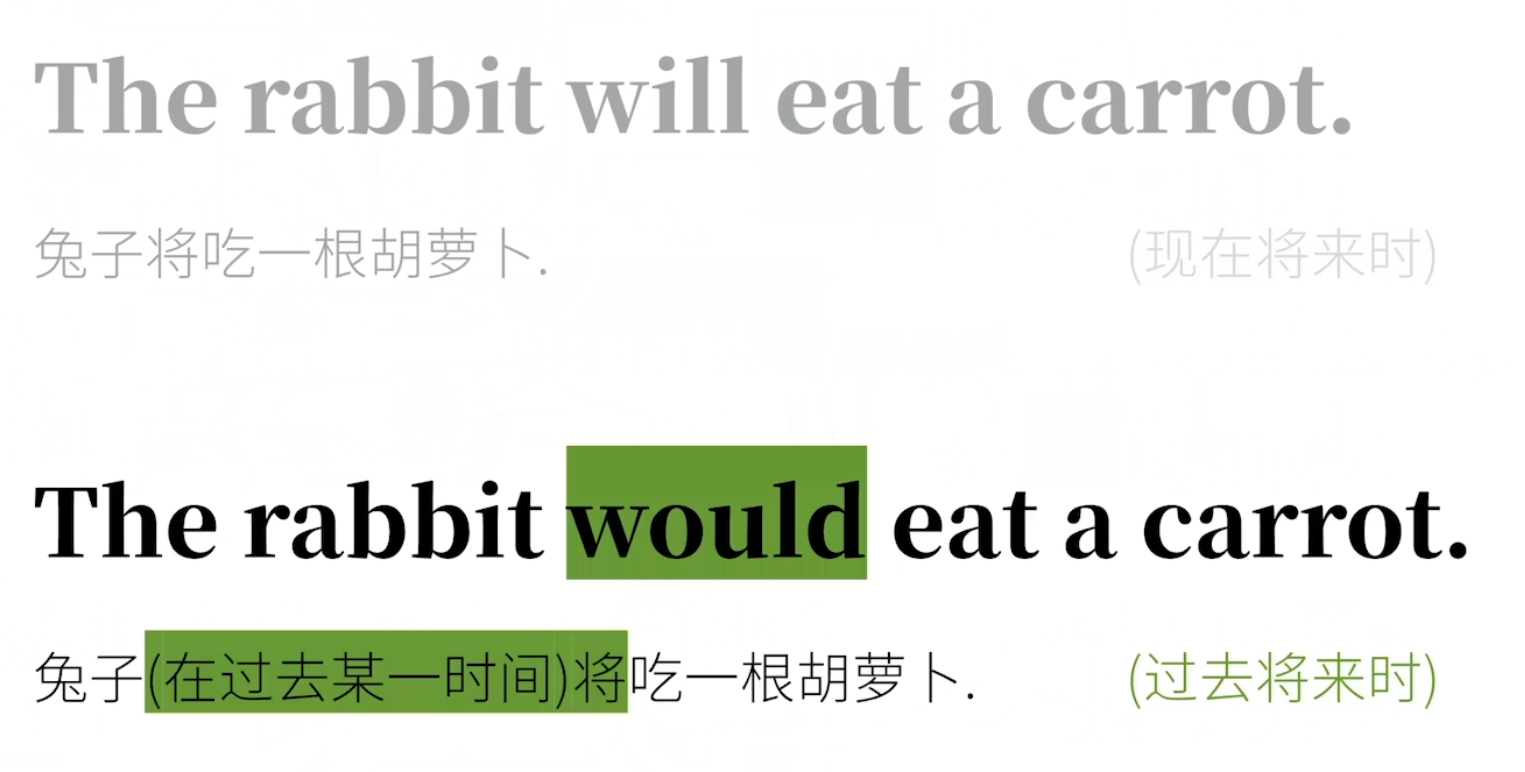 The rabbit will eat a carrot.
兔子将吃一根胡萝卜. (现在将来时)
The rabbit would eat a carrot.
兔子(在过去某一时间)将吃一根胡萝卜. (过去将来时)